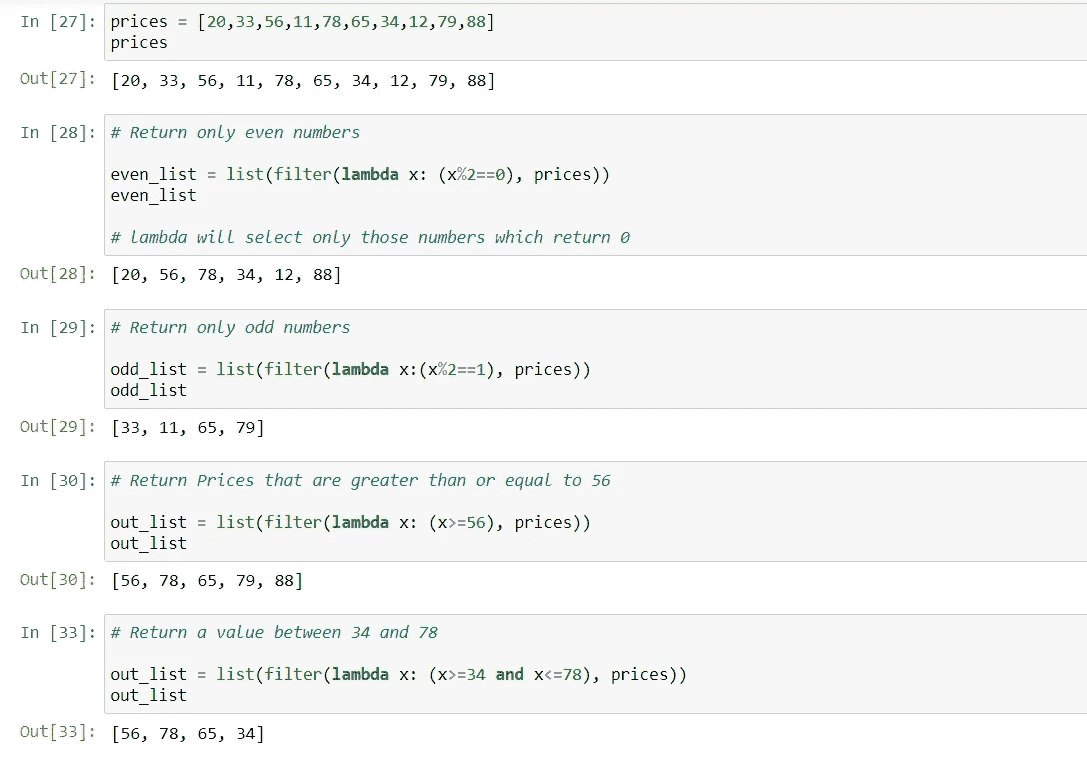 In [27]: prices = [20,33,56,11,78,65,34,12,79,88]
prices
Out[27]: [20, 33, 56, 11, 78, 65, 34, 12, 79, 88]
In [28]: # Return only even numbers
even_list = list(filter(lambda x: (x%2==0), prices))
even_list
# lambda will select only those numbers which return 0
Out[28]: [20, 56, 78, 34, 12, 88]
In [29]: # Return only odd numbers
odd_list = list(filter(lambda x:(x%2==1), prices))
odd_list
Out[29]: [33, 11, 65, 79]
In [30]: # Return Prices that are greater than or equal to 56
out_list = list(filter(lambda x: (x>=56), prices))
out_list
Out[30]: [56, 78, 65, 79, 88]
In [33]: # Return a value between 34 and 78
out_list = list(filter(lambda x: (x>=34 and x<=78), prices))
out_list
Out[33]: [56, 78, 65, 34]